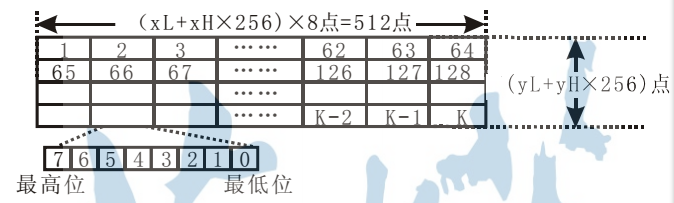 (xL+xH×256)×8点=512点
1 2 3 …… 62 63 64
65 66 67 …… 126 127 128
(yL+yH×256)点
……
…… K-2 K-1 K
7 6 5 4 3 2 1 0
最高位 最低位